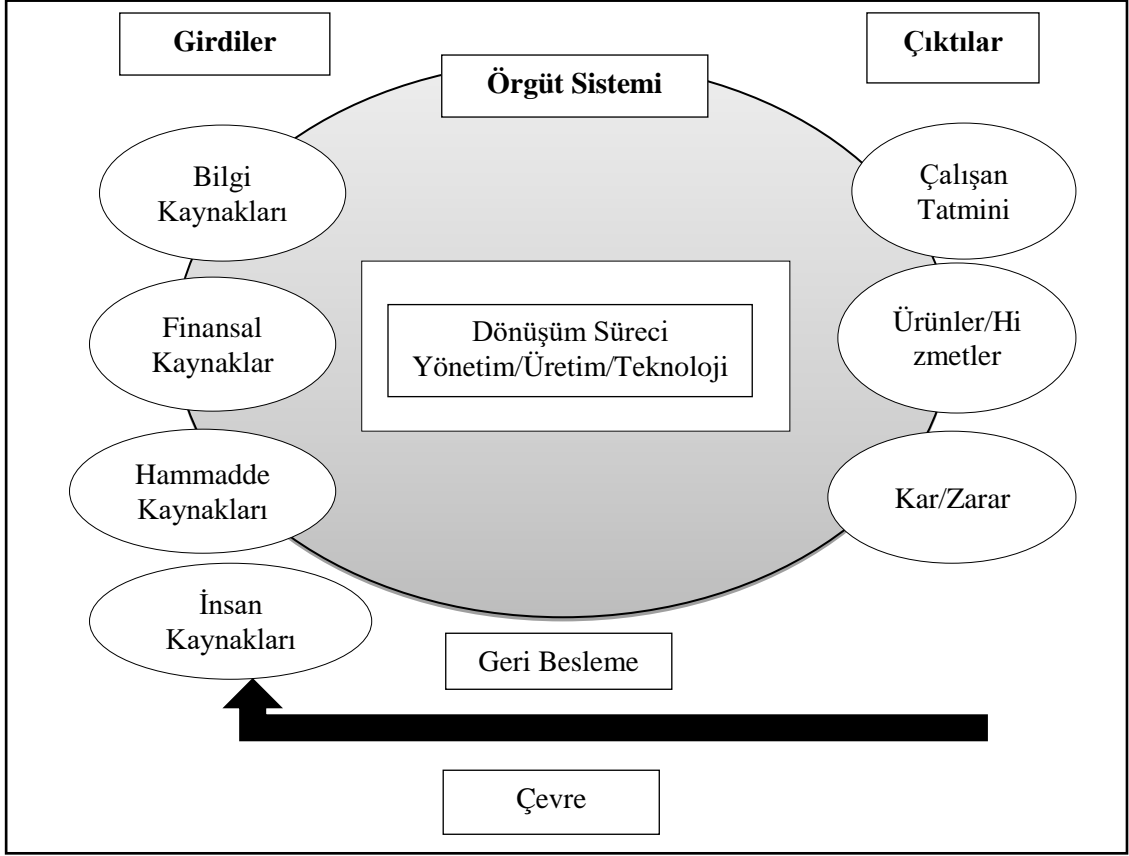 Girdiler
Örgüt Sistemi
Çıktılar
Bilgi
Kaynakları
Finansal
Kaynaklar
Hammadde
Kaynakları
İnsan
Kaynakları
Dönüşüm Süreci
Yönetim/Üretim/Teknoloji
Çalışan
Tatmini
Ürünler/Hi
zmetler
Kar/Zarar
Geri Besleme
Çevre